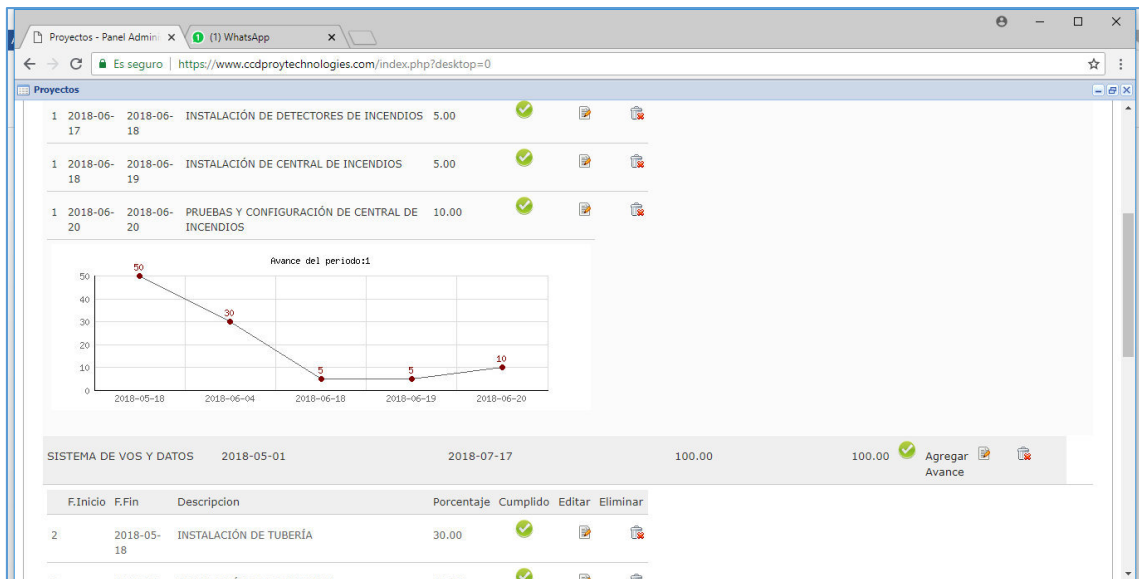 Proyectos - Panel Admini
(1) WhatsApp
Es seguro | https://www.ccdproytechnologies.com/index.php?desktop=0
Proyectos
1 2018-06-17 2018-06-18 INSTALACIÓN DE DETECTORES DE INCENDIOS 5.00
1 2018-06-18 2018-06-19 INSTALACIÓN DE CENTRAL DE INCENDIOS 5.00
1 2018-06-20 2018-06-20 PRUEBAS Y CONFIGURACIÓN DE CENTRAL DE INCENDIOS 10.00
Avance del periodo:1
50
40
30
20
10
0
50
30
5
5
10
2018-05-18 2018-06-04 2018-06-18 2018-06-19 2018-06-20
SISTEMA DE VOS Y DATOS 2018-05-01 2018-07-17 100.00 100.00 Agregar Avance
F.Inicio F.Fin Descripcion Porcentaje Cumplido Editar Eliminar
2 2018-05-18 INSTALACIÓN DE TUBERÍA 30.00